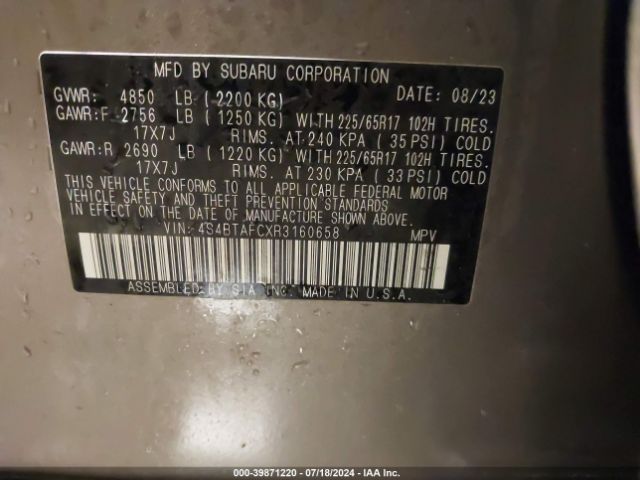 MFD BY SUBARU CORPORATION DATE: 08/23
GVWR: 4850 LB ( 2200 KG)
GAWR:F 2756 LB ( 1250 KG) WITH 225/65R17 102H TIRES.
17X7J RIMS. AT 240 KPA ( 35 PSI) COLD
GAWR:R 2690 LB ( 1220 KG) WITH 225/65R17 102H TIRES.
17X7J RIMS. AT 230 KPA ( 33 PSI) COLD
THIS VEHICLE CONFORMS TO ALL APPLICABLE FEDERAL MOTOR
VEHICLE SAFETY AND THEFT PREVENTION STANDARDS
IN EFFECT ON THE DATE OF MANUFACTURE SHOWN ABOVE.
VIN: 4S4BTAFCXR3160658 MPV
ASSEMBLED BY SIA INC. MADE IN U.S.A.
000-39871220 | 07/18/2024 - IAA Inc.